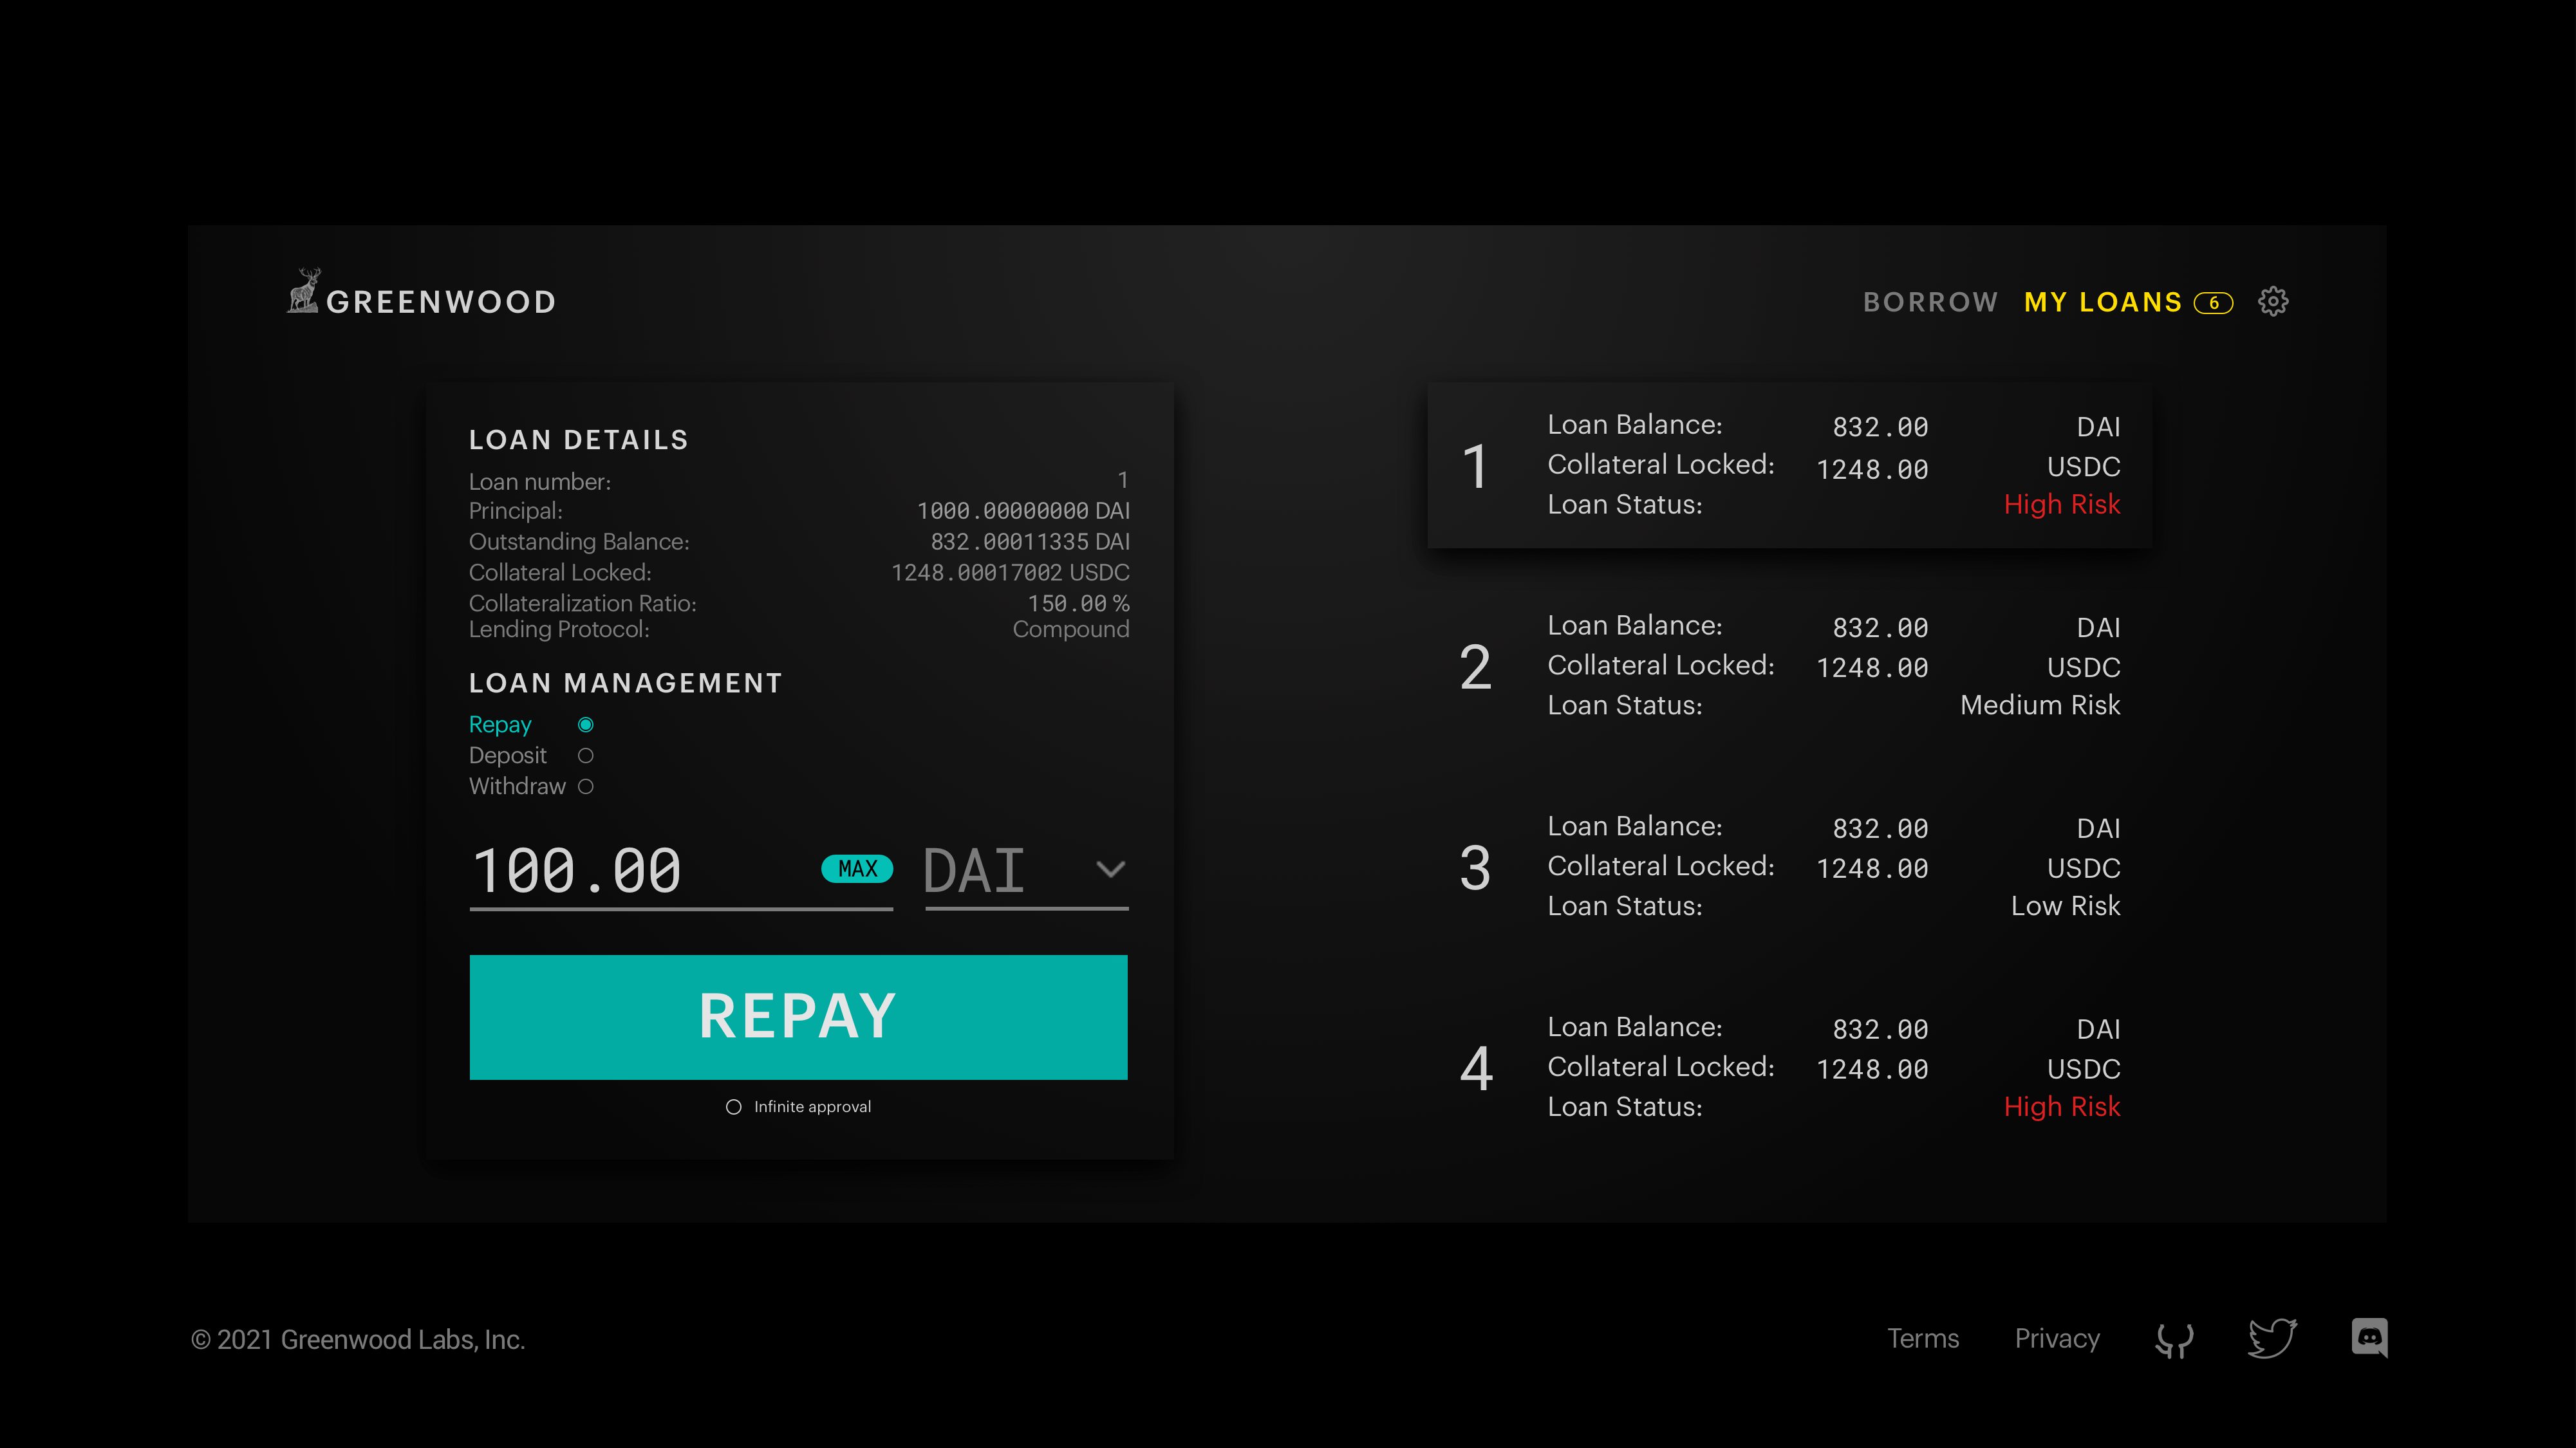 GREENWOOD
BORROW MY LOANS 6
LOAN DETAILS
Loan number: 1
Principal: 1000.00000000 DAI
Outstanding Balance: 832.00011335 DAI
Collateral Locked: 1248.00017002 USDC
Collateralization Ratio: 150.00 %
Lending Protocol: Compound
LOAN MANAGEMENT
Repay
Deposit
Withdraw
100.00 MAX DAI
REPAY
Infinite approval
1
Loan Balance: 832.00 DAI
Collateral Locked: 1248.00 USDC
Loan Status: High Risk
2
Loan Balance: 832.00 DAI
Collateral Locked: 1248.00 USDC
Loan Status: Medium Risk
3
Loan Balance: 832.00 DAI
Collateral Locked: 1248.00 USDC
Loan Status: Low Risk
4
Loan Balance: 832.00 DAI
Collateral Locked: 1248.00 USDC
Loan Status: High Risk
© 2021 Greenwood Labs, Inc.
Terms Privacy